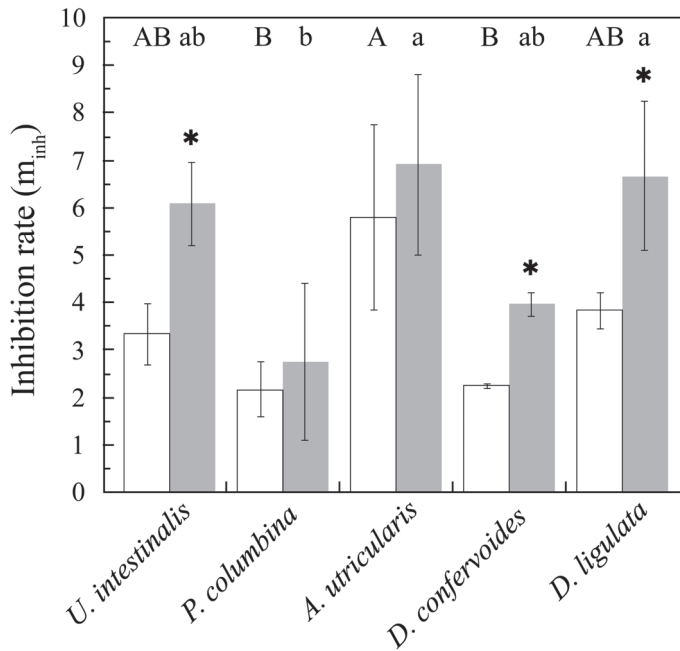 10
9
8
7
6
5
4
3
2
1
0
Inhibition rate (m_inh)
AB ab B b A a B ab AB a
* * *
U. intestinalis
P. columbina
A. utricularis
D. confervoides
D. ligulata